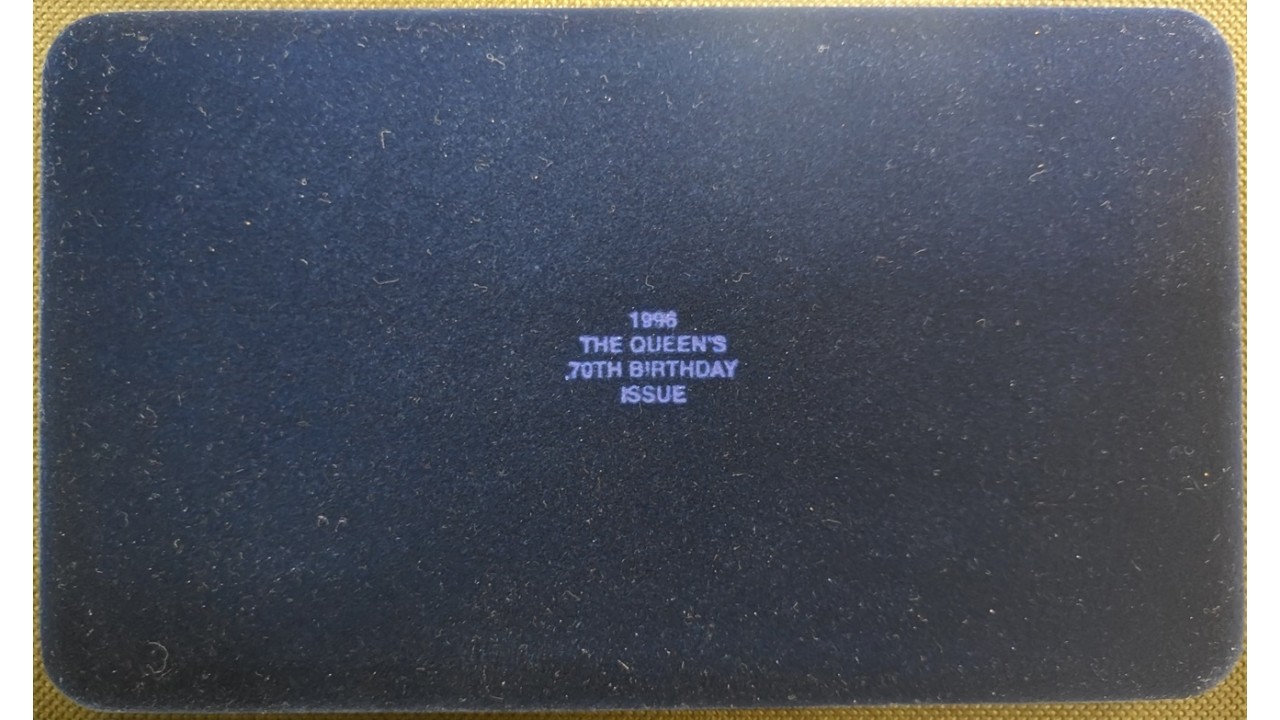 1996
THE QUEEN'S
70TH BIRTHDAY
ISSUE